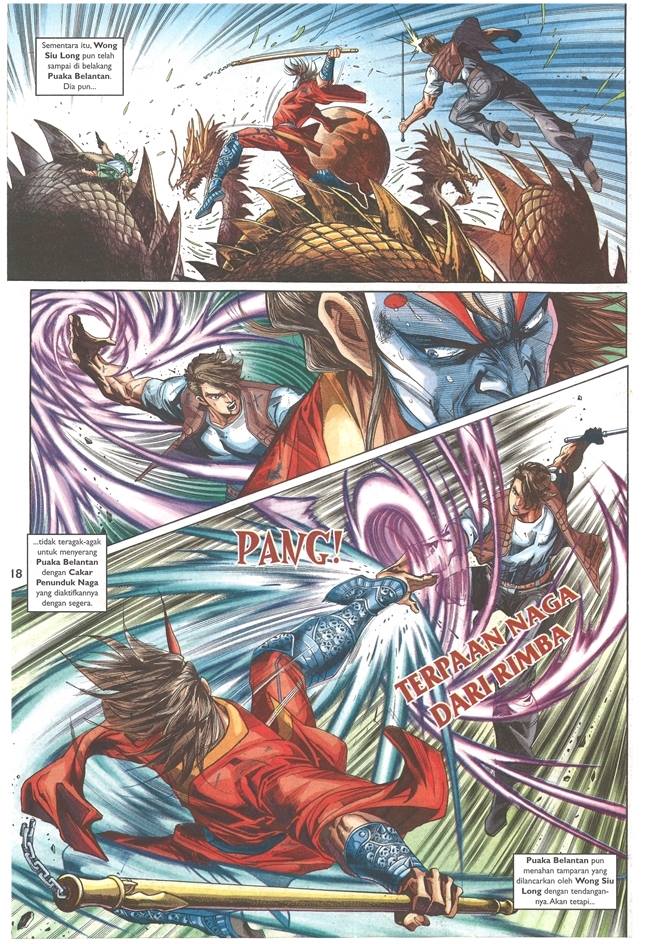 Sementara itu, Wong
Siu Long pun telah
sampai di belakang
Puaka Belantan.
Dia pun...
...tidak teragak-agak
untuk menyerang
Puaka Belantan
dengan Cakar
Penunduk Naga
yang diaktifkannya
dengan segera.
18
PANG!
TERPAAN NAGA
DARI RIMBA
Puaka Belantan pun
menahan tamparan yang
dilancarkan oleh Wong Siu
Long dengan tendangan-
nya. Akan tetapi...